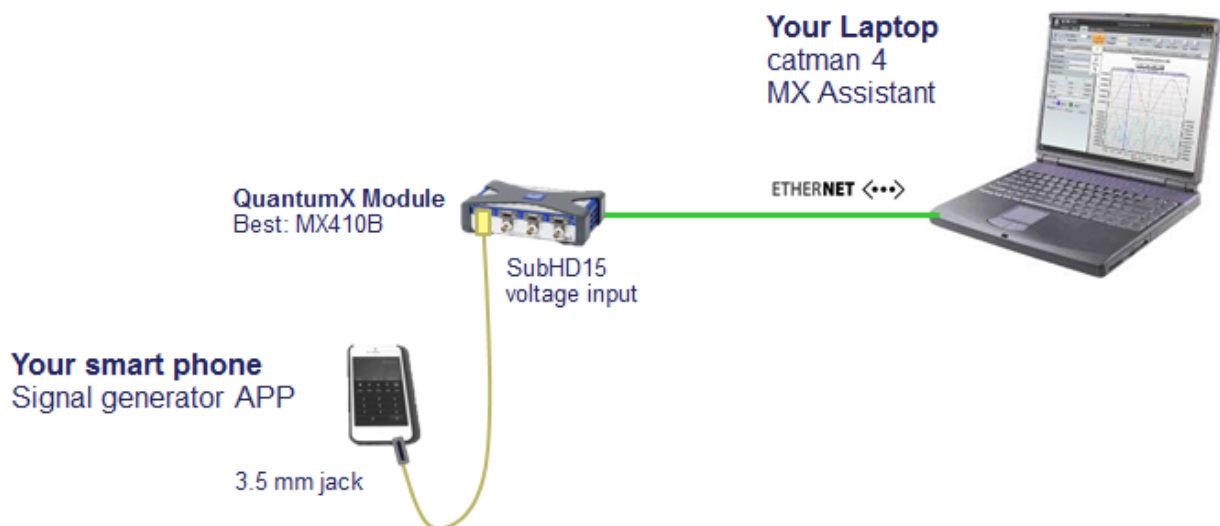 Your Laptop
catman 4
MX Assistant
ETHERNET
QuantumX Module
Best: MX410B
SubHD15
voltage input
Your smart phone
Signal generator APP
3.5 mm jack